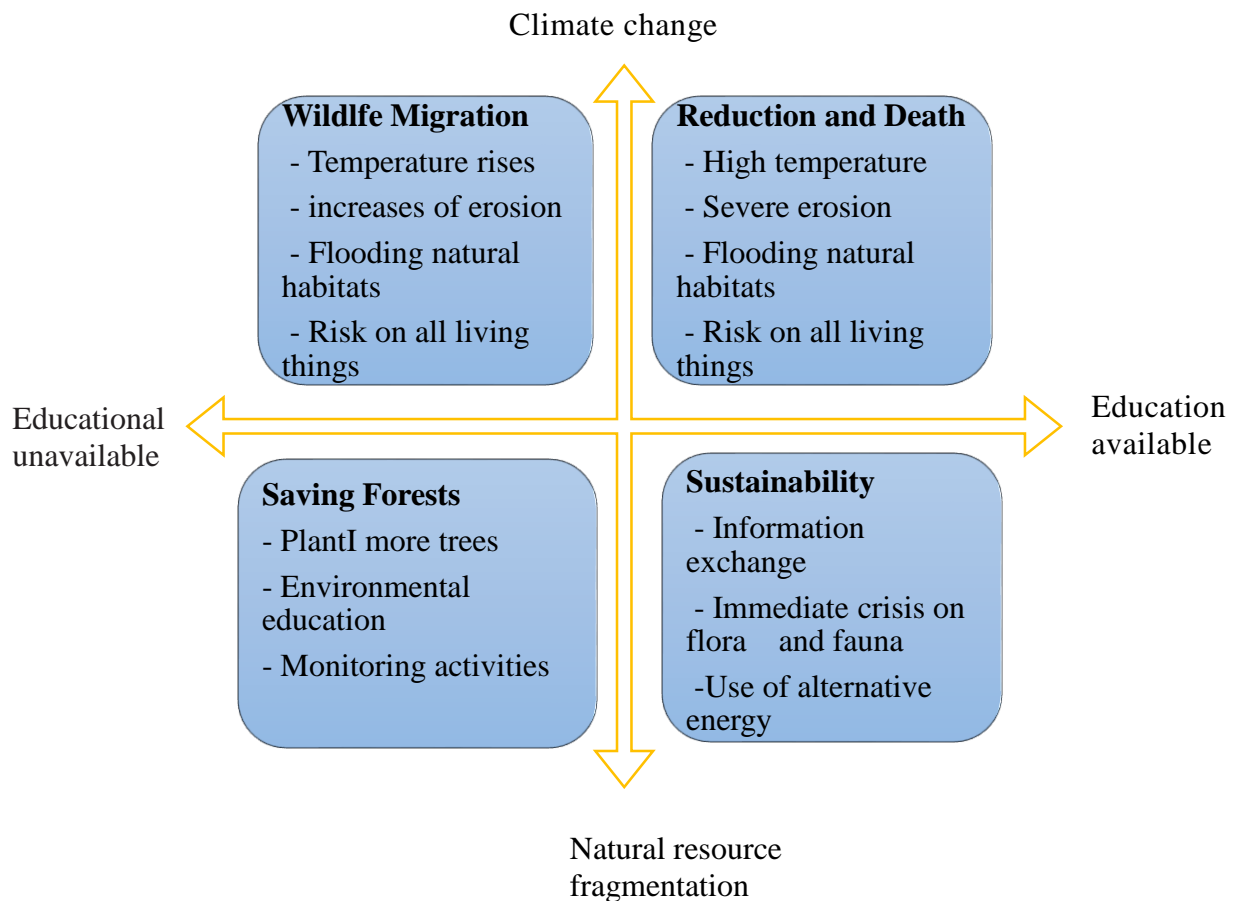 Climate change
Wildlfe Migration
- Temperature rises
- increases of erosion
- Flooding natural
habitats
- Risk on all living
things
Reduction and Death
- High temperature
- Severe erosion
- Flooding natural
habitats
- Risk on all living
things
Educational
unavailable
Education
available
Saving Forests
- PlantI more trees
- Environmental
education
- Monitoring activities
Sustainability
- Information
exchange
- Immediate crisis on
flora and fauna
-Use of alternative
energy
Natural resource
fragmentation